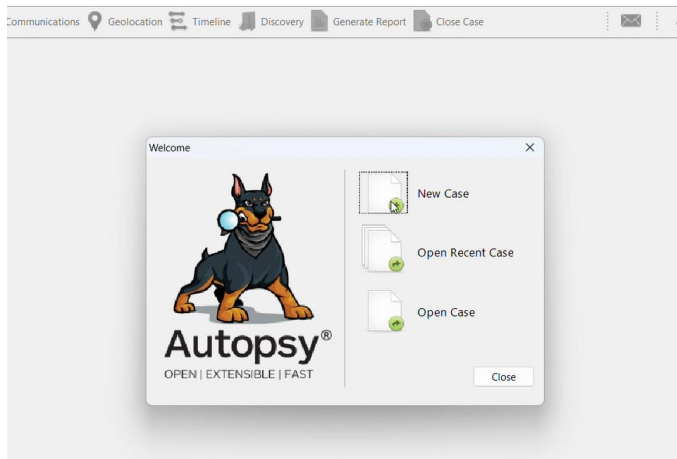 Communications Geolocation Timeline Discovery Generate Report Close Case
Welcome
New Case
Open Recent Case
Open Case
Autopsy®
OPEN | EXTENSIBLE | FAST
Close